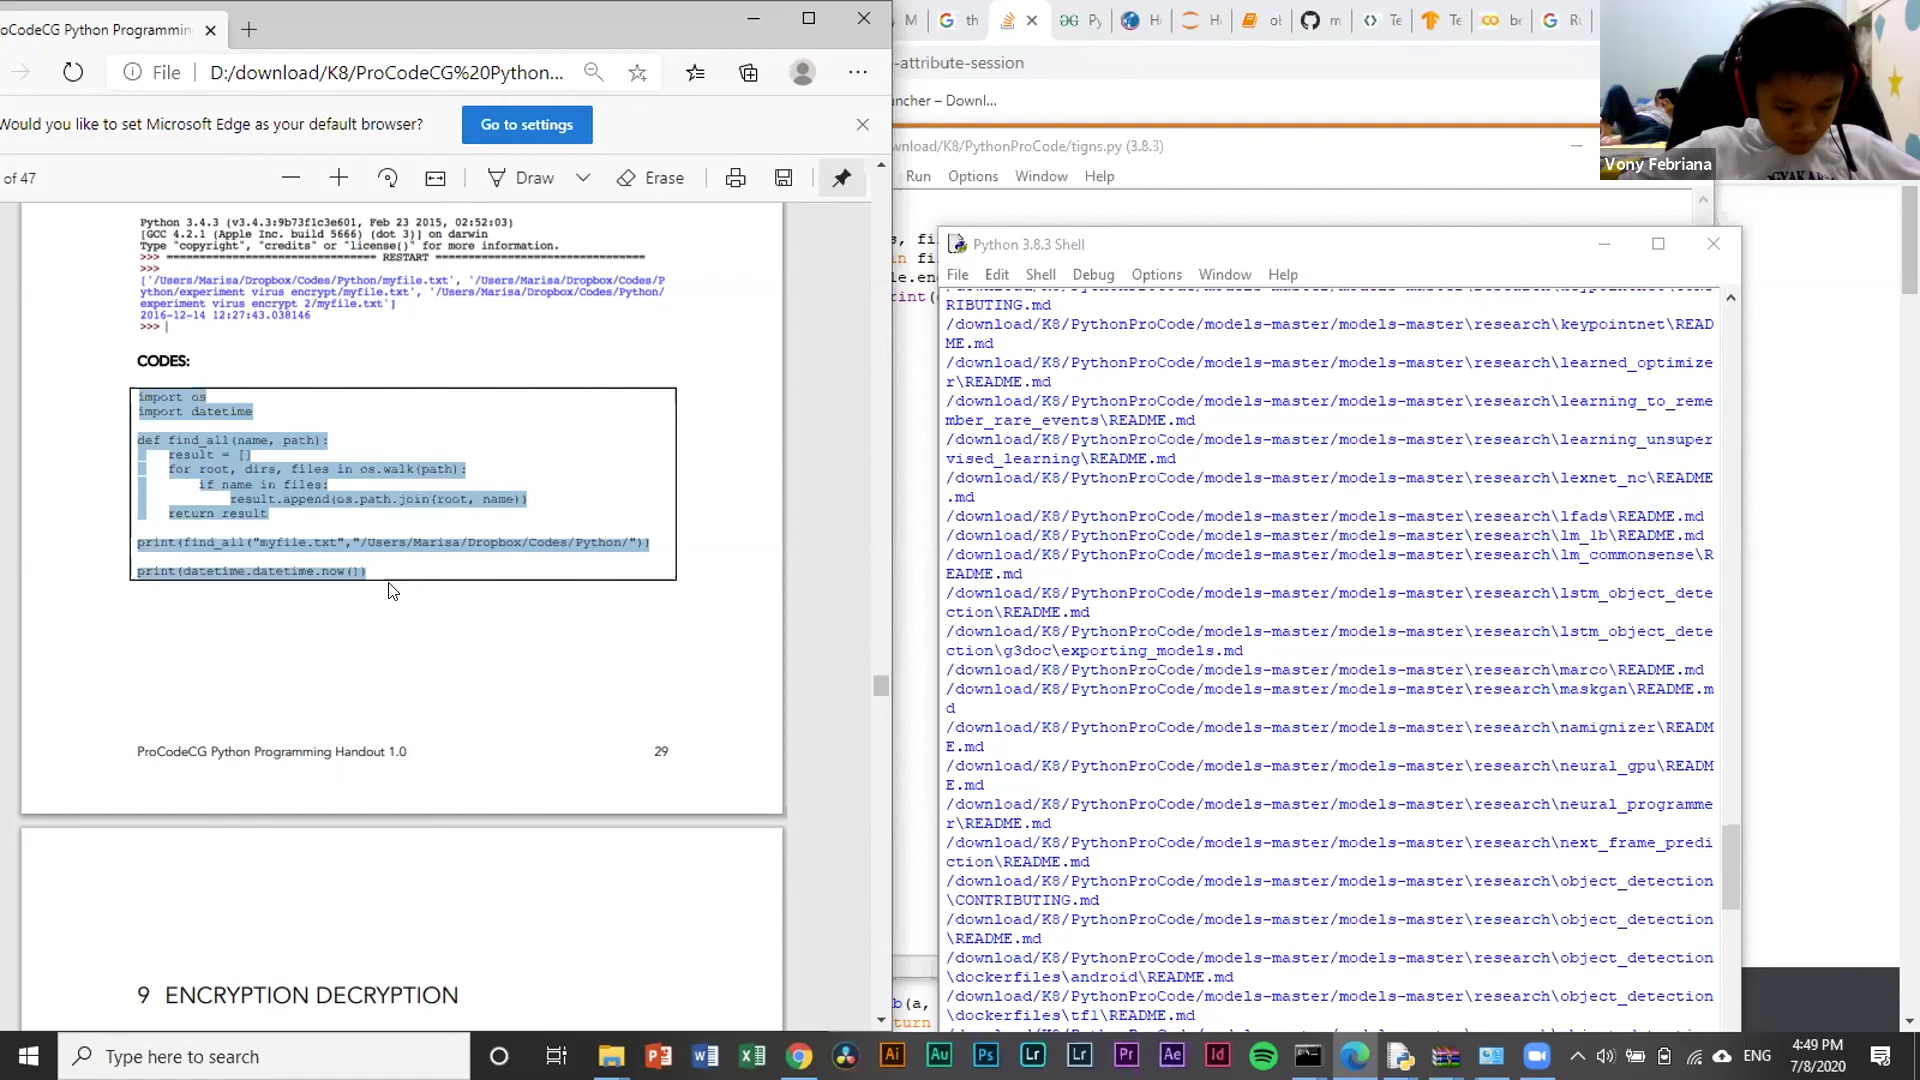 oCodeCG Python Programmin
File
D:/download/K8/ProCodeCG%20Python...
Would you like to set Microsoft Edge as your default browser?
Go to settings
of 47
Draw
Erase
Python 3.4.3 (v3.4.3:9b73f1c3e601, Feb 23 2015, 02:52:03)
[GCC 4.2.1 (Apple Inc. build 5666) (dot 3)] on darwin
Type "copyright", "credits" or "license()" for more information.
>>> ================================ RESTART ================================
>>>
['/Users/Marisa/Dropbox/Codes/Python/myfile.txt', '/Users/Marisa/Dropbox/Codes/P
ython/experiment virus encrypt/myfile.txt', '/Users/Marisa/Dropbox/Codes/Python/
experiment virus encrypt 2/myfile.txt']
2016-12-14 12:27:43.038146
>>>
CODES:
import os
import datetime
def find_all(name, path):
result = []
for root, dirs, files in os.walk(path):
if name in files:
result.append(os.path.join(root, name))
return result
print(find_all("myfile.txt","/Users/Marisa/Dropbox/Codes/Python/"))
print(datetime.datetime.now())
ProCodeCG Python Programming Handout 1.0
29
9 ENCRYPTION DECRYPTION
M
th
Py
H
H
ol
m
Te
Te
be
Ru
-attribute-session
uncher – Downl...
wnload/K8/PythonProCode/tigns.py (3.8.3)
Run Options Window Help
s, fi
in fi
le.en
rint(
Vony Febriana
Python 3.8.3 Shell
File Edit Shell Debug Options Window Help
RIBUTING.md
/download/K8/PythonProCode/models-master/models-master\research\keypointnet\READ
ME.md
/download/K8/PythonProCode/models-master/models-master\research\learned_optimize
r\README.md
/download/K8/PythonProCode/models-master/models-master\research\learning_to_reme
mber_rare_events\README.md
/download/K8/PythonProCode/models-master/models-master\research\learning_unsuper
vised_learning\README.md
/download/K8/PythonProCode/models-master/models-master\research\lexnet_nc\README
.md
/download/K8/PythonProCode/models-master/models-master\research\lfads\README.md
/download/K8/PythonProCode/models-master/models-master\research\lm_1b\README.md
/download/K8/PythonProCode/models-master/models-master\research\lm_commonsense\R
EADME.md
/download/K8/PythonProCode/models-master/models-master\research\lstm_object_dete
ction\README.md
/download/K8/PythonProCode/models-master/models-master\research\lstm_object_dete
ction\g3doc\exporting_models.md
/download/K8/PythonProCode/models-master/models-master\research\marco\README.md
/download/K8/PythonProCode/models-master/models-master\research\maskgan\README.m
d
/download/K8/PythonProCode/models-master/models-master\research\namignizer\READM
E.md
/download/K8/PythonProCode/models-master/models-master\research\neural_gpu\READM
E.md
/download/K8/PythonProCode/models-master/models-master\research\neural_programme
r\README.md
/download/K8/PythonProCode/models-master/models-master\research\next_frame_predi
ction\README.md
/download/K8/PythonProCode/models-master/models-master\research\object_detection
\CONTRIBUTING.md
/download/K8/PythonProCode/models-master/models-master\research\object_detection
\README.md
/download/K8/PythonProCode/models-master/models-master\research\object_detection
\dockerfiles\android\README.md
/download/K8/PythonProCode/models-master/models-master\research\object_detection
\dockerfiles\tf1\README.md
b(a,
turn
Type here to search
ENG
4:49 PM
7/8/2020